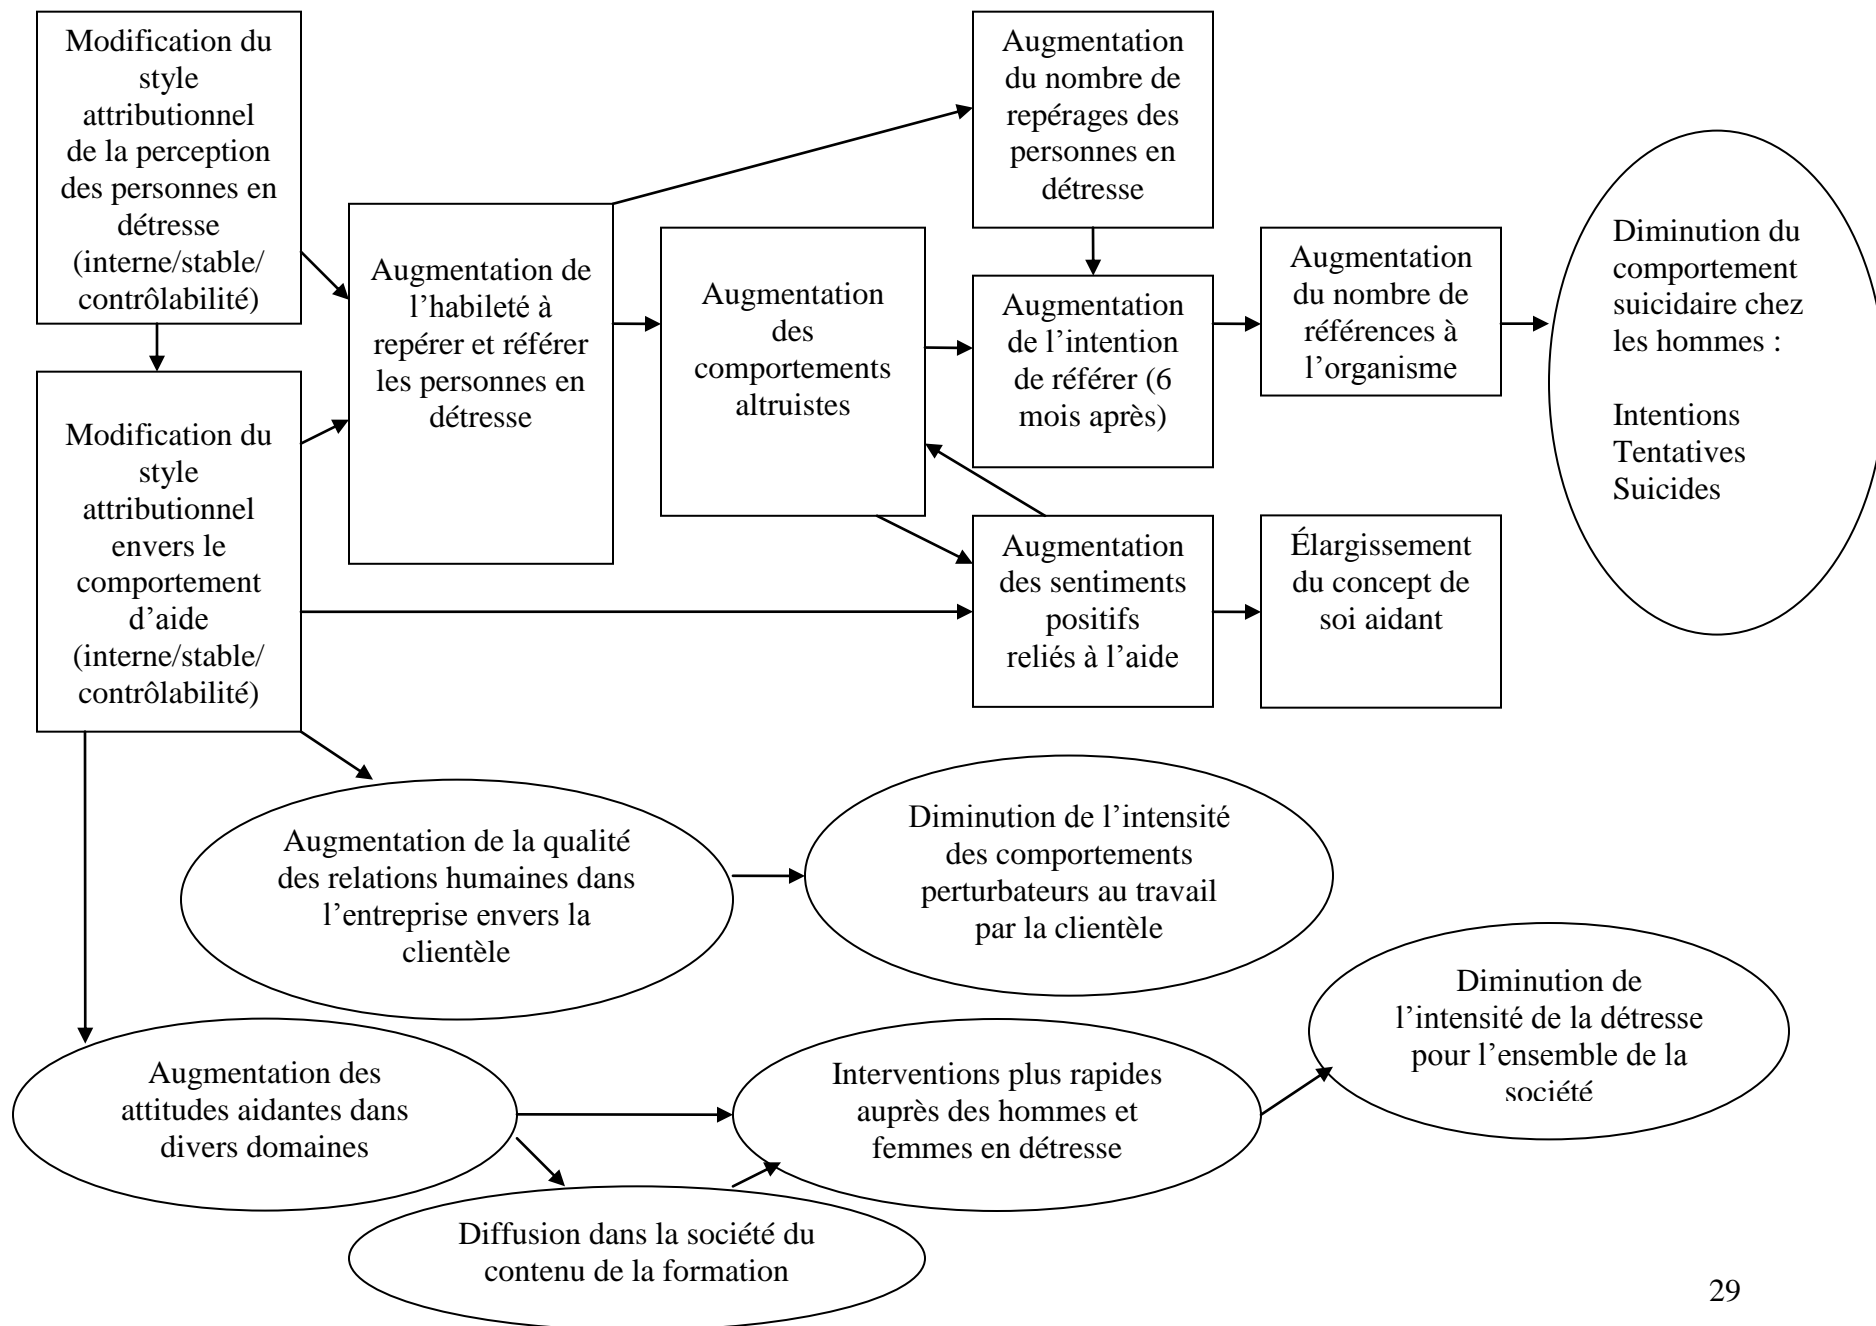 Modification du
style
attributionnel
de la perception
des personnes en
détresse
(interne/stable/
contrôlabilité)
Augmentation
du nombre de
repérages des
personnes en
détresse
Augmentation de
l’habileté à
repérer et référer
les personnes en
détresse
Augmentation
des
comportements
altruistes
Augmentation
de l’intention
de référer (6
mois après)
Augmentation
du nombre de
références à
l’organisme
Diminution du
comportement
suicidaire chez
les hommes :
Intentions
Tentatives
Suicides
Modification du
style
attributionnel
envers le
comportement
d’aide
(interne/stable/
contrôlabilité)
Augmentation
des sentiments
positifs
reliés à l’aide
Élargissement
du concept de
soi aidant
Augmentation de la qualité
des relations humaines dans
l’entreprise envers la
clientèle
Diminution de l’intensité
des comportements
perturbateurs au travail
par la clientèle
Diminution de
l’intensité de la détresse
pour l’ensemble de la
société
Augmentation des
attitudes aidantes dans
divers domaines
Interventions plus rapides
auprès des hommes et
femmes en détresse
Diffusion dans la société du
contenu de la formation
29